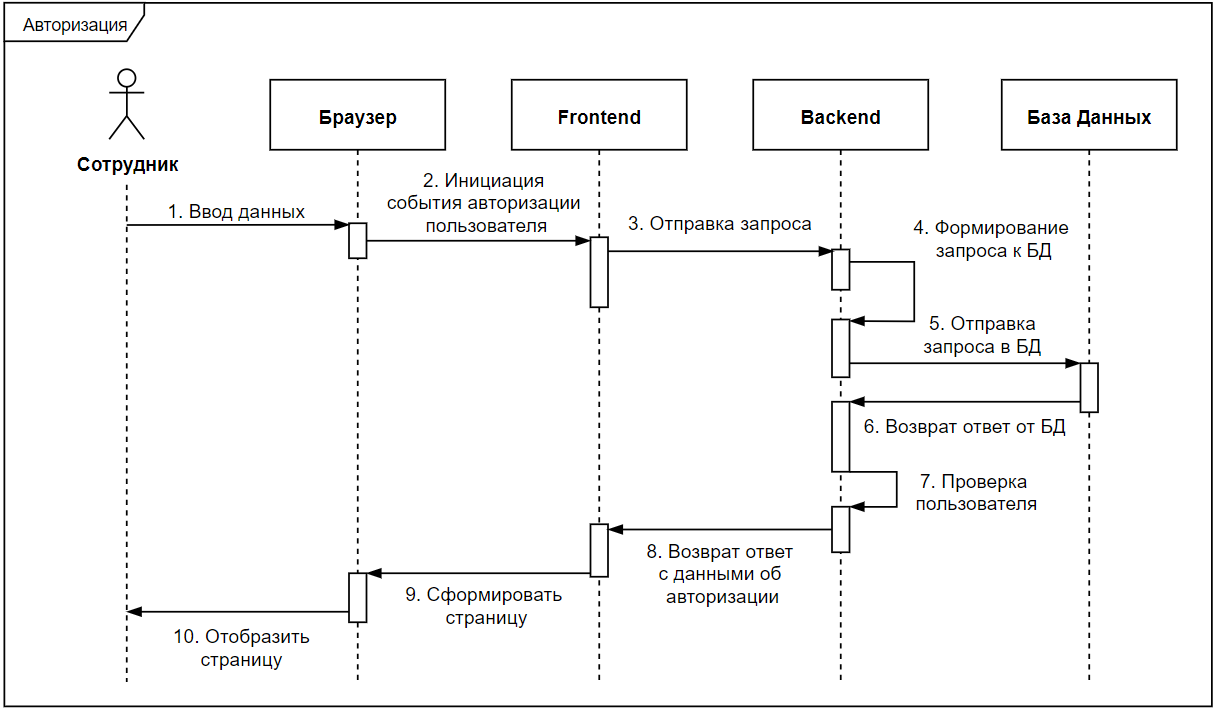 Авторизация
Сотрудник
Браузер
Frontend
Backend
База Данных
1. Ввод данных
2. Инициация
события авторизации
пользователя
3. Отправка запроса
4. Формирование
запроса к БД
5. Отправка
запроса в БД
6. Возврат ответ от БД
7. Проверка
пользователя
8. Возврат ответ
с данными об
авторизации
9. Сформировать
страницу
10. Отобразить
страницу